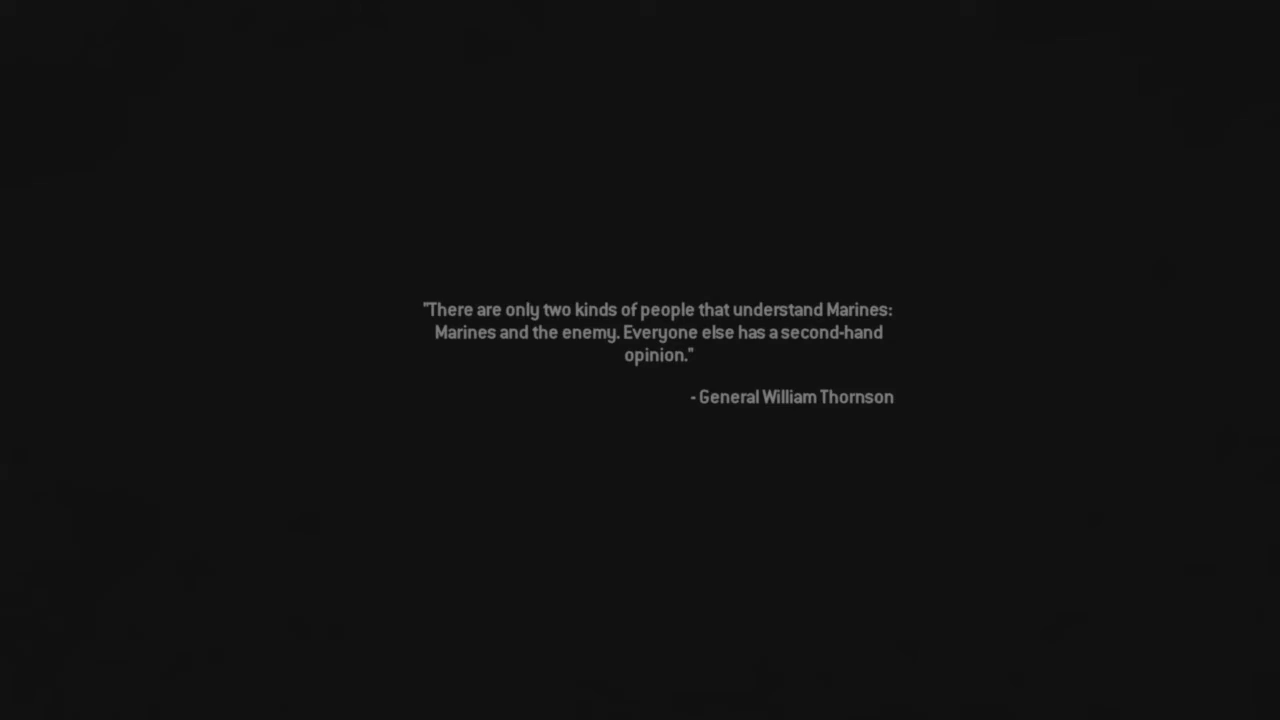 "There are only two kinds of people that understand Marines:
Marines and the enemy. Everyone else has a second-hand
opinion."
- General William Thornson